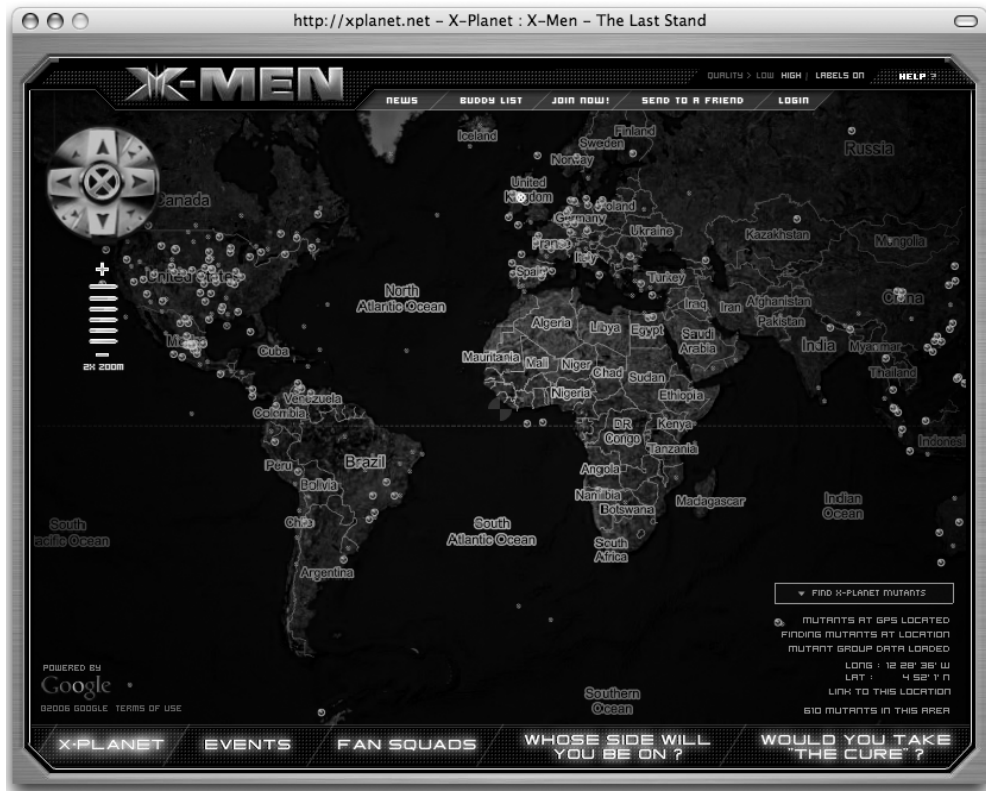 http://xplanet.net – X-Planet : X-Men – The Last Stand
X-MEN
QUALITY > LOW HIGH | LABELS ON
HELP ?
NEWS
BUDDY LIST
JOIN NOW!
SEND TO A FRIEND
LOGIN
Iceland
Finland
Sweden
Norway
Russia
Canada
United Kingdom
Poland
Germany
Ukraine
Kazakhstan
Mongolia
France
Italy
Spain
Turkey
United States
China
North
Atlantic Ocean
Iraq
Iran
Afghanistan
Pakistan
Algeria
Libya
Egypt
Saudi
Arabia
India
Myanmar
Mexico
Cuba
2X ZOOM
Mauritania
Mali
Niger
Chad
Sudan
Thailand
Nigeria
Ethiopia
Venezuela
Colombia
DR
Congo
Kenya
Indonesi
Tanzania
Peru
Brazil
Bolivia
Angola
Namibia
Botswana
Madagascar
Indian
Ocean
Chile
South
acific Ocean
South
Atlantic Ocean
South
Africa
Argentina
FIND X-PLANET MUTANTS
MUTANTS AT GPS LOCATED
FINDING MUTANTS AT LOCATION
MUTANT GROUP DATA LOADED
LONG : 12 28' 36' W
LAT : 4 52' 1' N
LINK TO THIS LOCATION
610 MUTANTS IN THIS AREA
POWERED BY
Google
©2006 GOOGLE TERMS OF USE
Southern
Ocean
X-PLANET
EVENTS
FAN SQUADS
WHOSE SIDE WILL
YOU BE ON ?
WOULD YOU TAKE
"THE CURE" ?